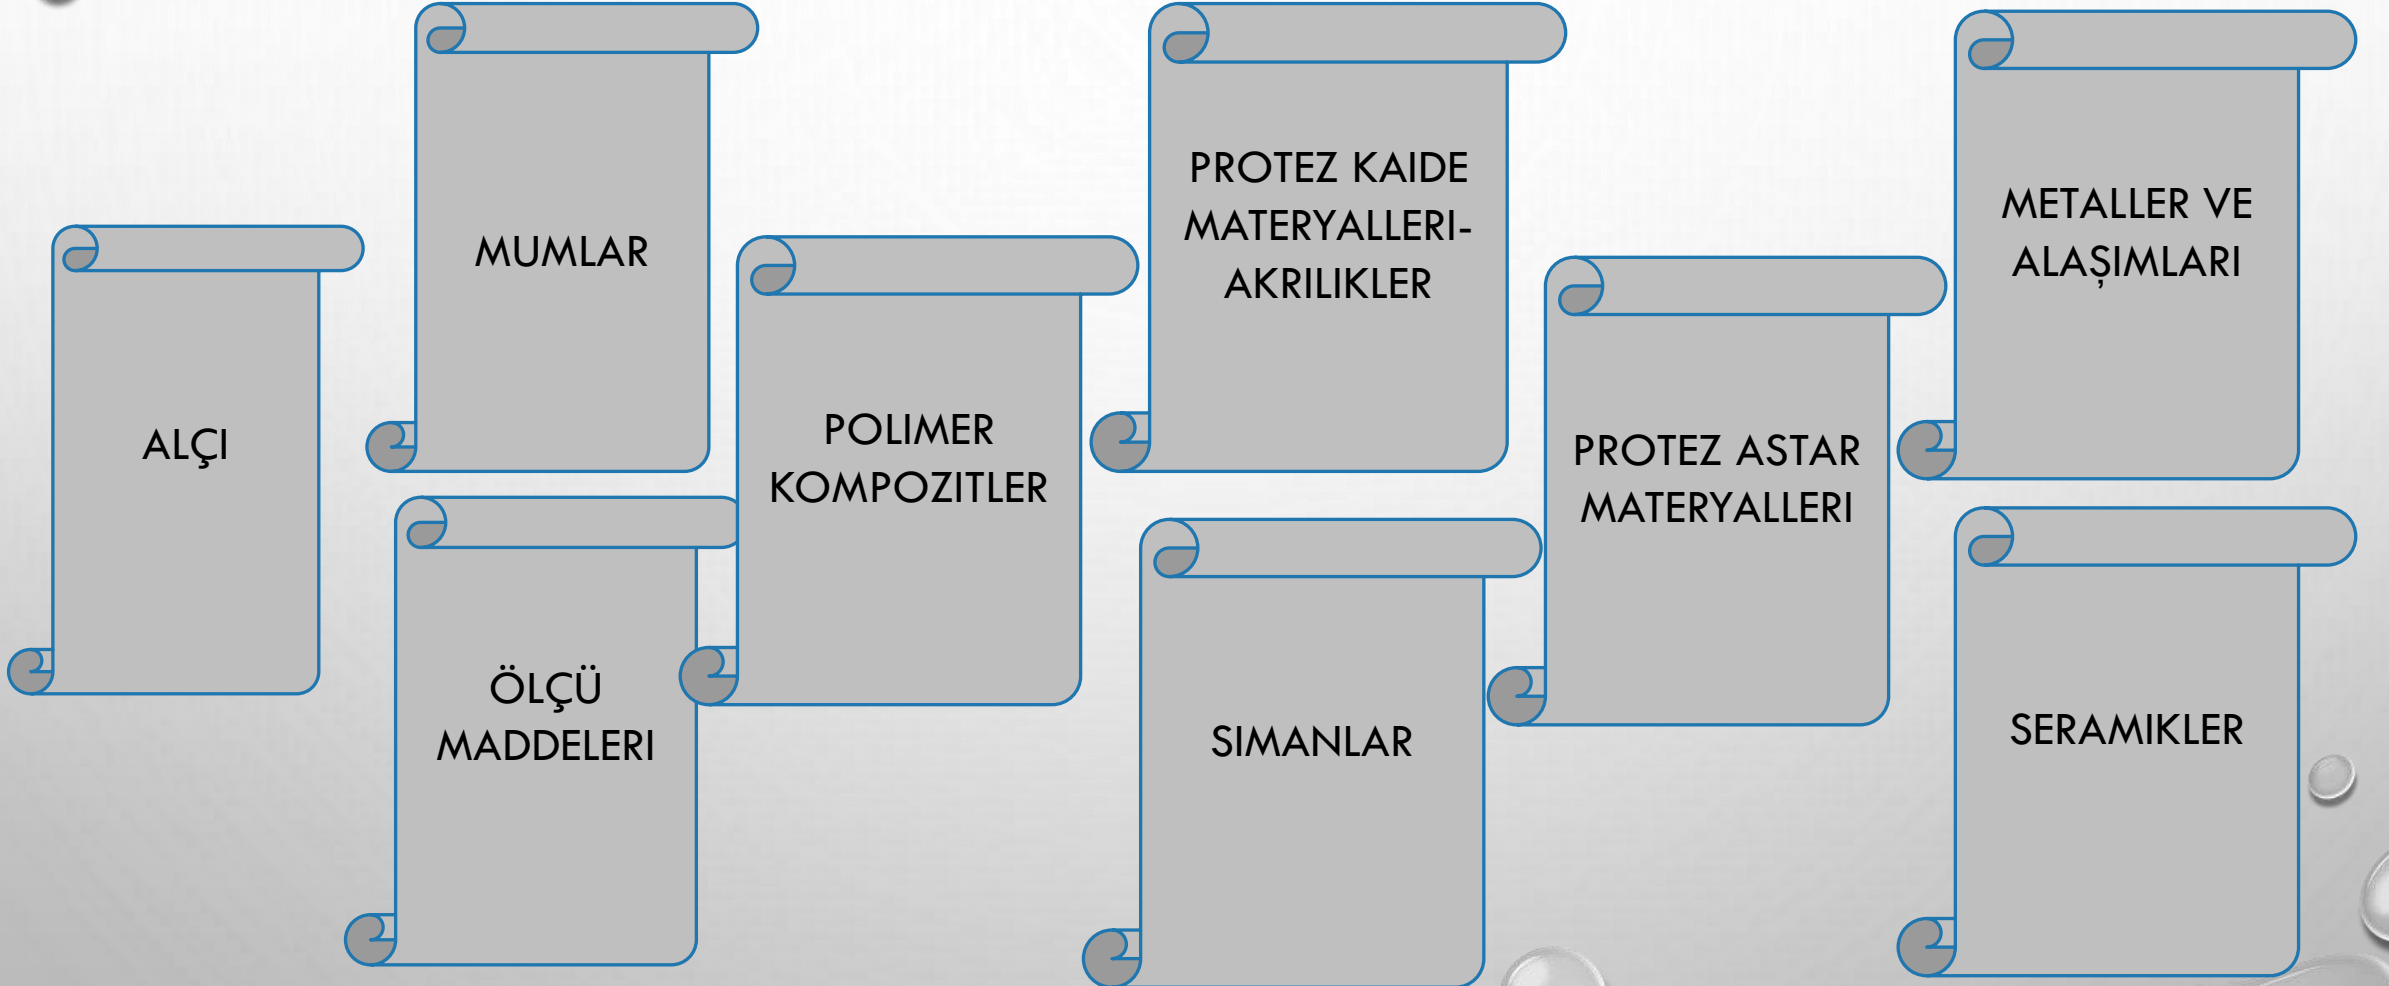 ALÇI
MUMLAR
ÖLÇÜ
MADDELERI
POLIMER
KOMPOZITLER
PROTEZ KAIDE
MATERYALLERI-
AKRILIKLER
SIMANLAR
PROTEZ ASTAR
MATERYALLERI
METALLER VE
ALAŞIMLARI
SERAMIKLER